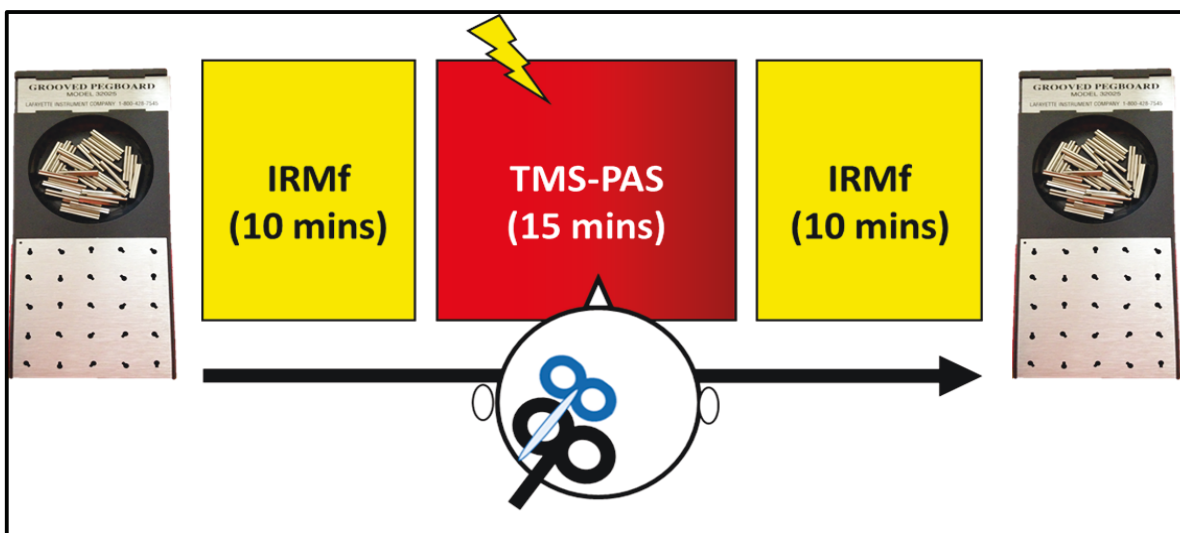 GROOVED PEGBOARD
MODEL 32025
LAFAYETTE INSTRUMENT COMPANY 1-800-428-7545
IRMf
(10 mins)
TMS-PAS
(15 mins)
IRMf
(10 mins)
GROOVED PEGBOARD
MODEL 32025
LAFAYETTE INSTRUMENT COMPANY 1-800-428-7545